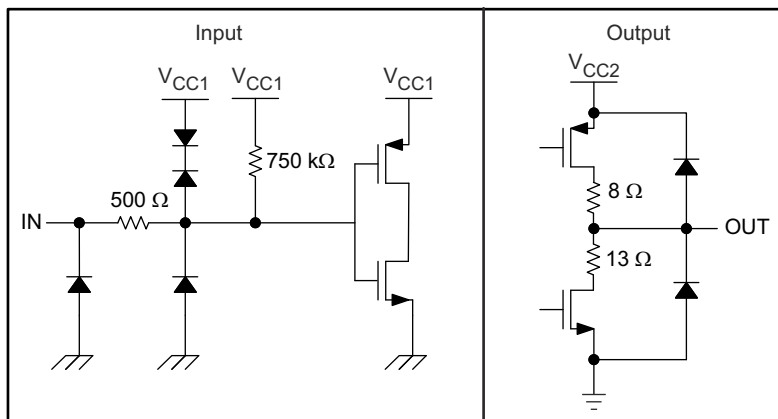 Input
Output
VCC1
VCC1
VCC1
VCC2
750 kΩ
500 Ω
8 Ω
IN
OUT
13 Ω